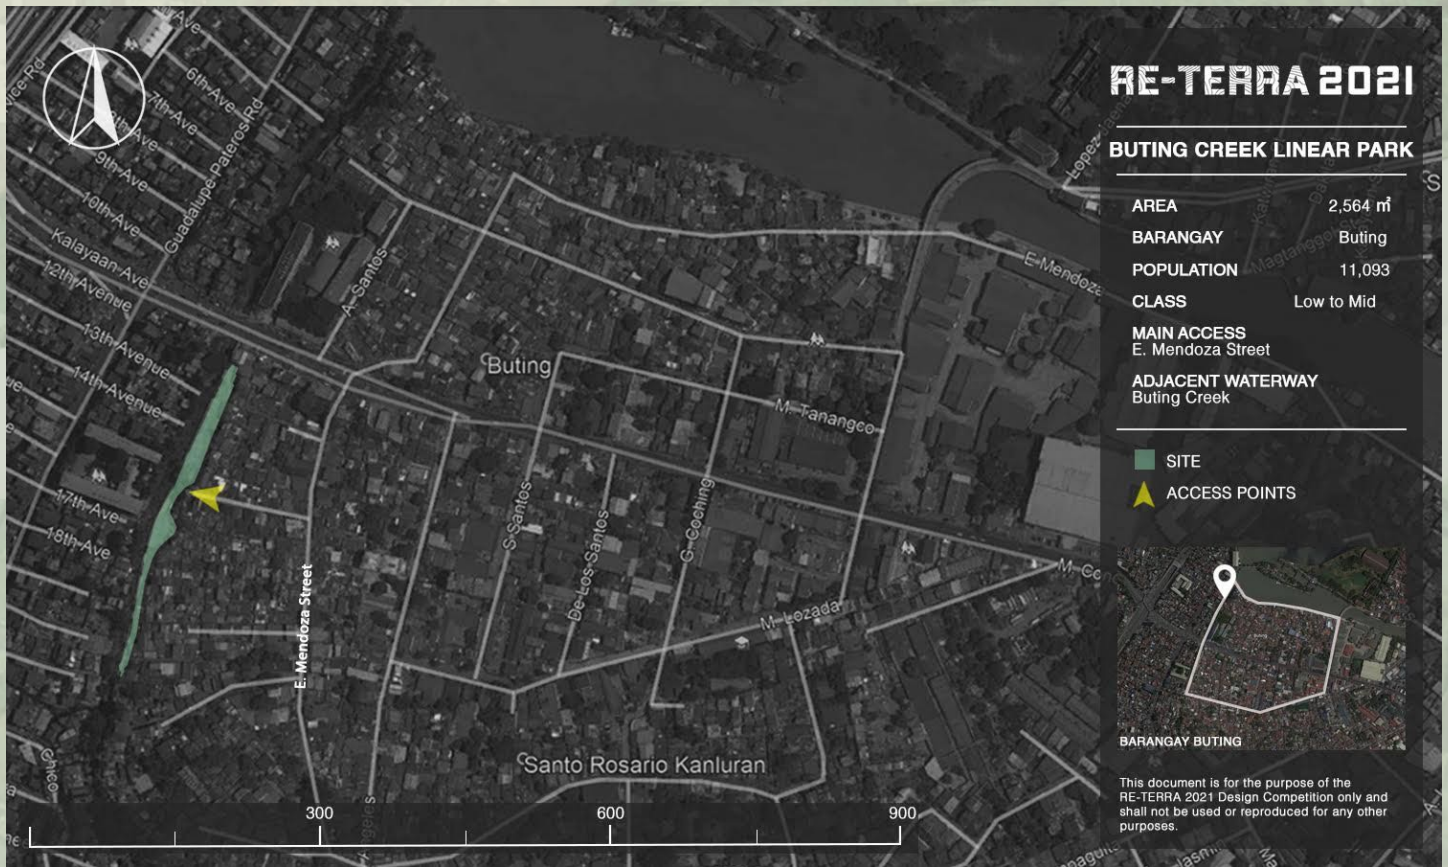 6th-Ave
7th-Ave
9th-Ave
10th-Ave
Guadalupe-Pateros-Rd
Kalayaan-Ave
12th-Avenue
13th-Avenue
14th-Avenue
17th-Ave
18th-Ave
A. Santos
Buting
E Mendoza
M. Tanangco
S Santos
De Los Santos
G. Coching
M. Lozada
E. Mendoza Street
Santo Rosario Kanluran
Chico
300
600
900
RE-TERRA 2021
BUTING CREEK LINEAR PARK
AREA 2,564 ㎡
BARANGAY Buting
POPULATION 11,093
CLASS Low to Mid
MAIN ACCESS
E. Mendoza Street
ADJACENT WATERWAY
Buting Creek
SITE
ACCESS POINTS
BARANGAY BUTING
This document is for the purpose of the
RE-TERRA 2021 Design Competition only and
shall not be used or reproduced for any other
purposes.